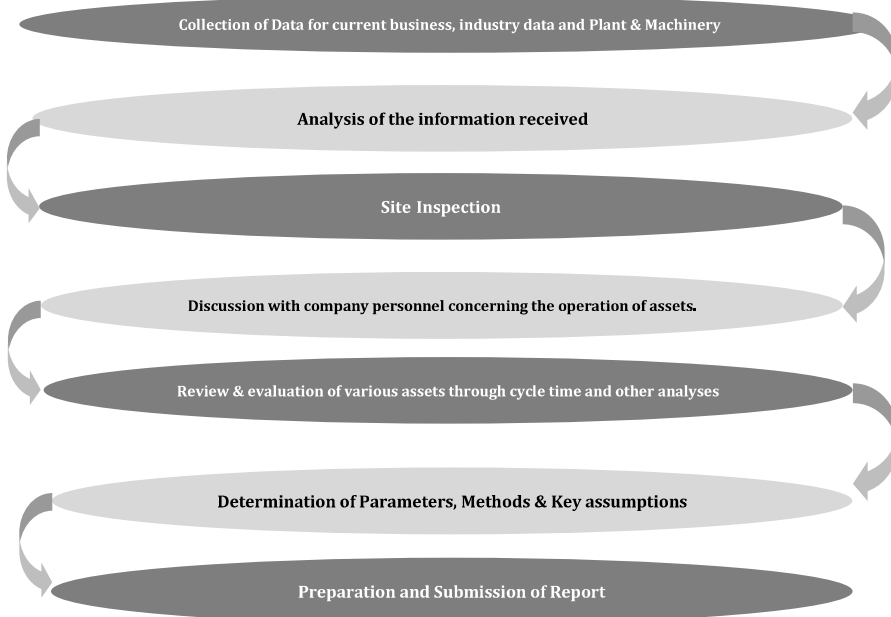 Collection of Data for current business, industry data and Plant & Machinery
Analysis of the information received
Site Inspection
Discussion with company personnel concerning the operation of assets.
Review & evaluation of various assets through cycle time and other analyses
Determination of Parameters, Methods & Key assumptions
Preparation and Submission of Report